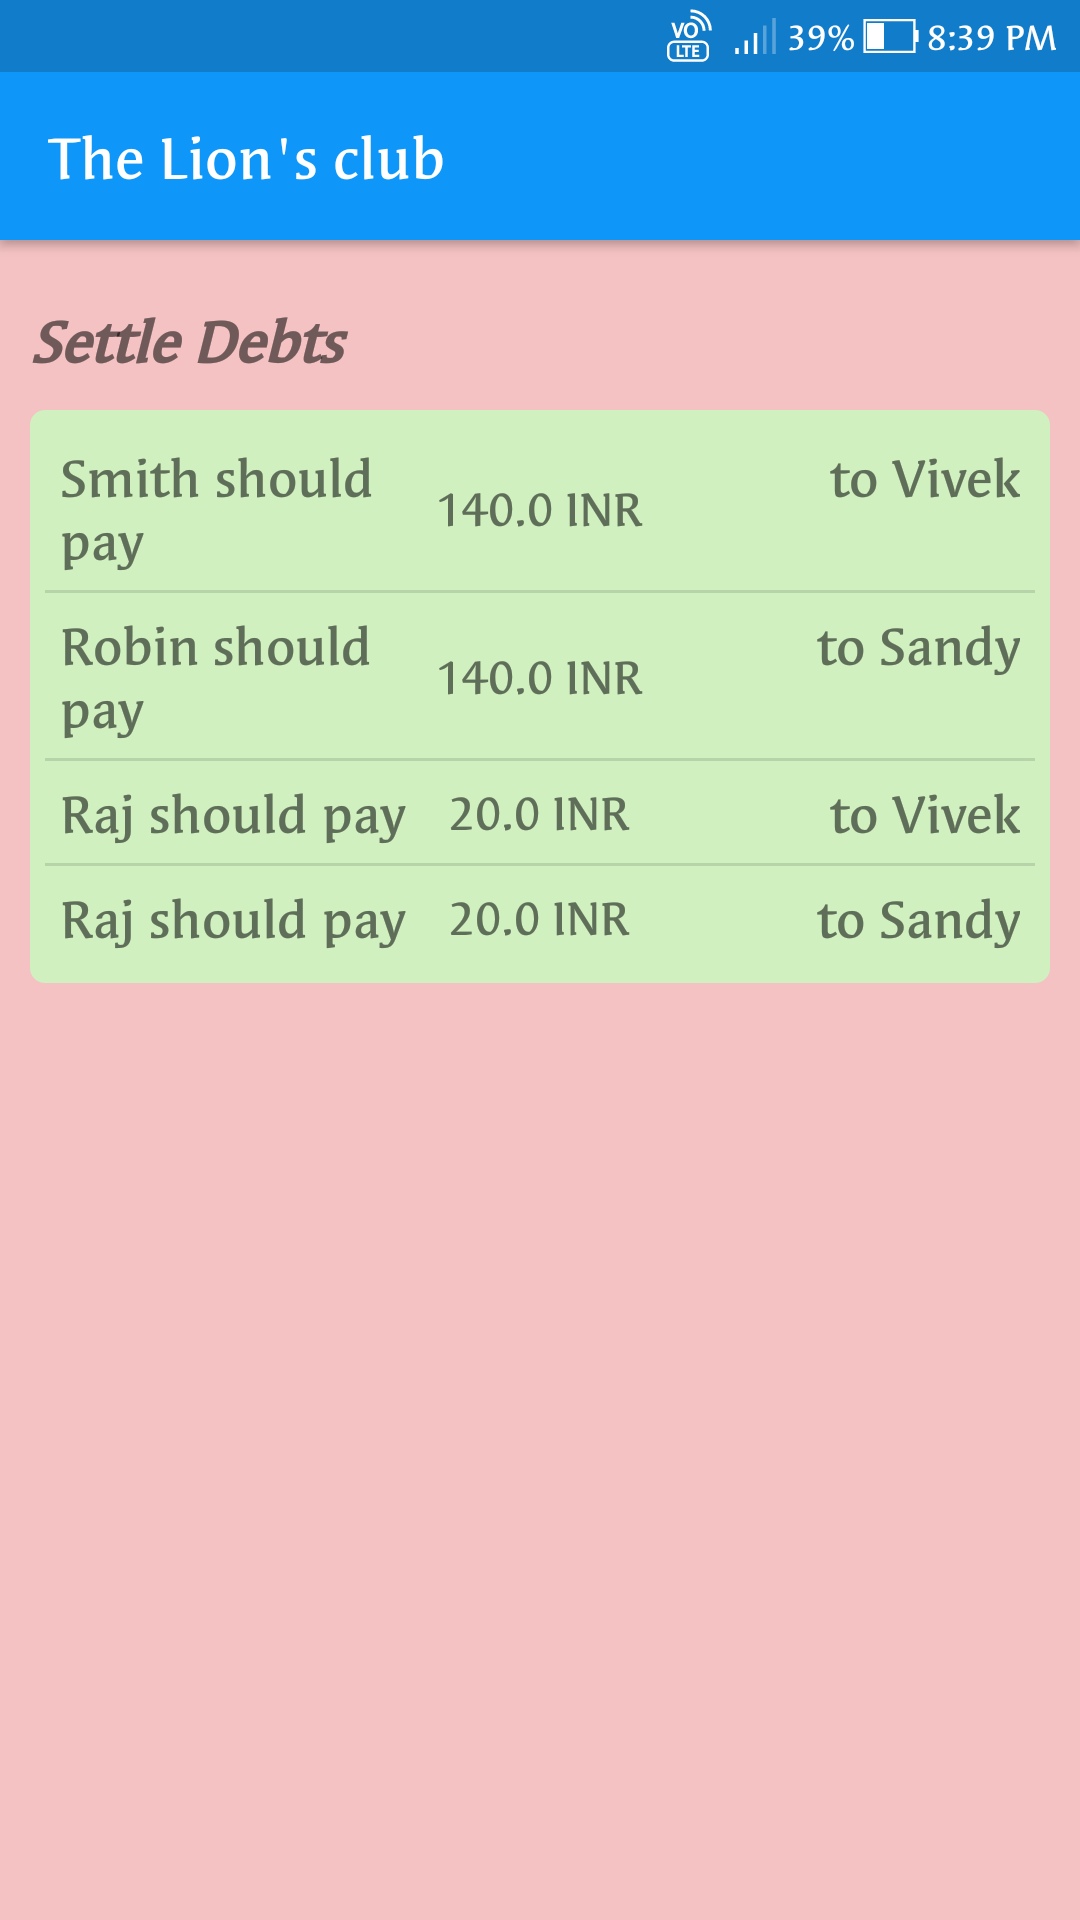 VO LTE 39% 8:39 PM
The Lion's club
Settle Debts
Smith should pay 140.0 INR to Vivek
Robin should pay 140.0 INR to Sandy
Raj should pay 20.0 INR to Vivek
Raj should pay 20.0 INR to Sandy